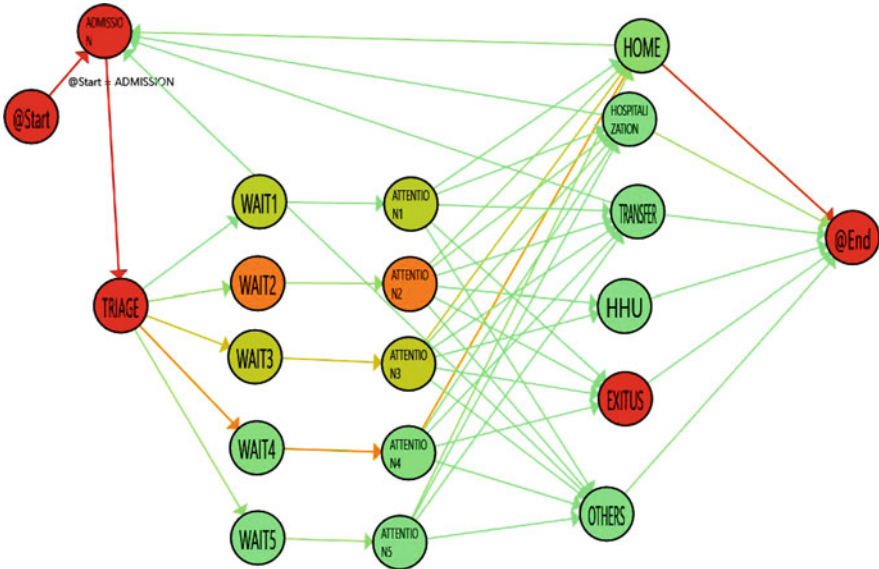 ADMISSIO
N
@Start = ADMISSION
@Start
HOME
HOSPITALI
ZATION
WAIT1
ATTENTIO
N1
TRANSFER
@End
WAIT2
ATTENTIO
N2
TRIAGE
HHU
WAIT3
ATTENTIO
N3
EXITUS
WAIT4
ATTENTIO
N4
OTHERS
WAIT5
ATTENTIO
N5